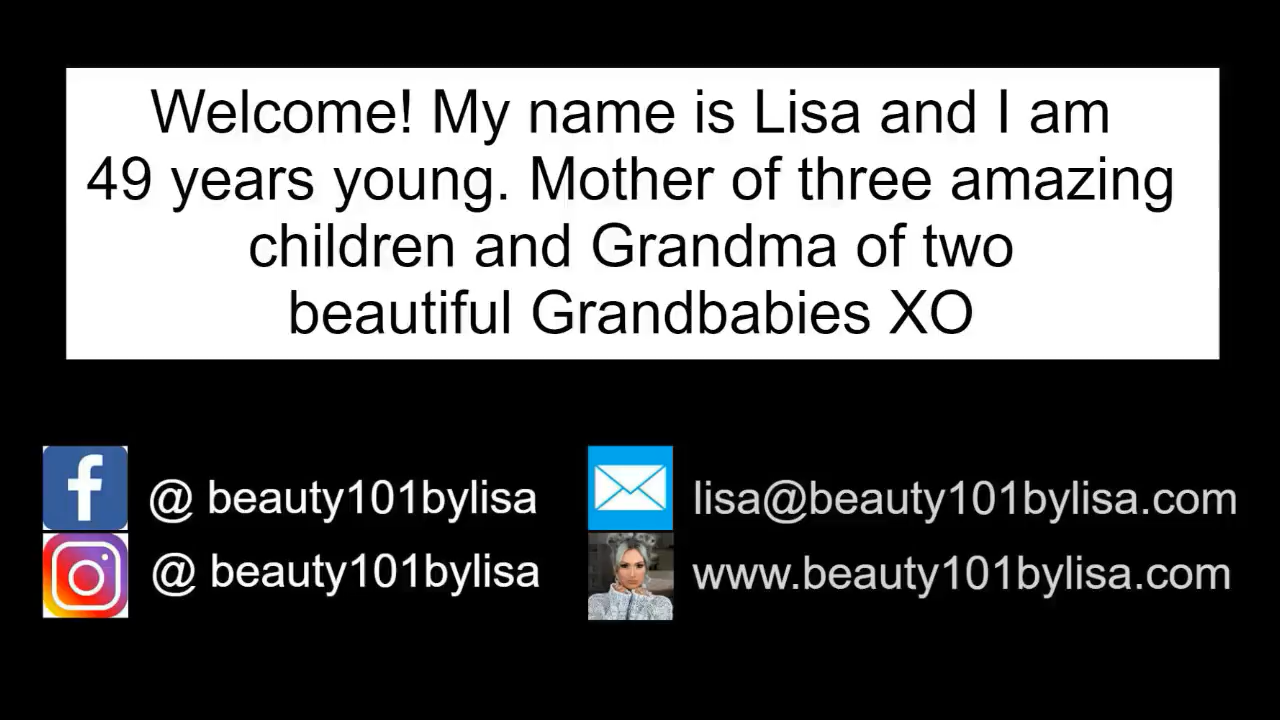 Welcome! My name is Lisa and I am
49 years young. Mother of three amazing
children and Grandma of two
beautiful Grandbabies XO
@ beauty101bylisa
lisa@beauty101bylisa.com
@ beauty101bylisa
www.beauty101bylisa.com